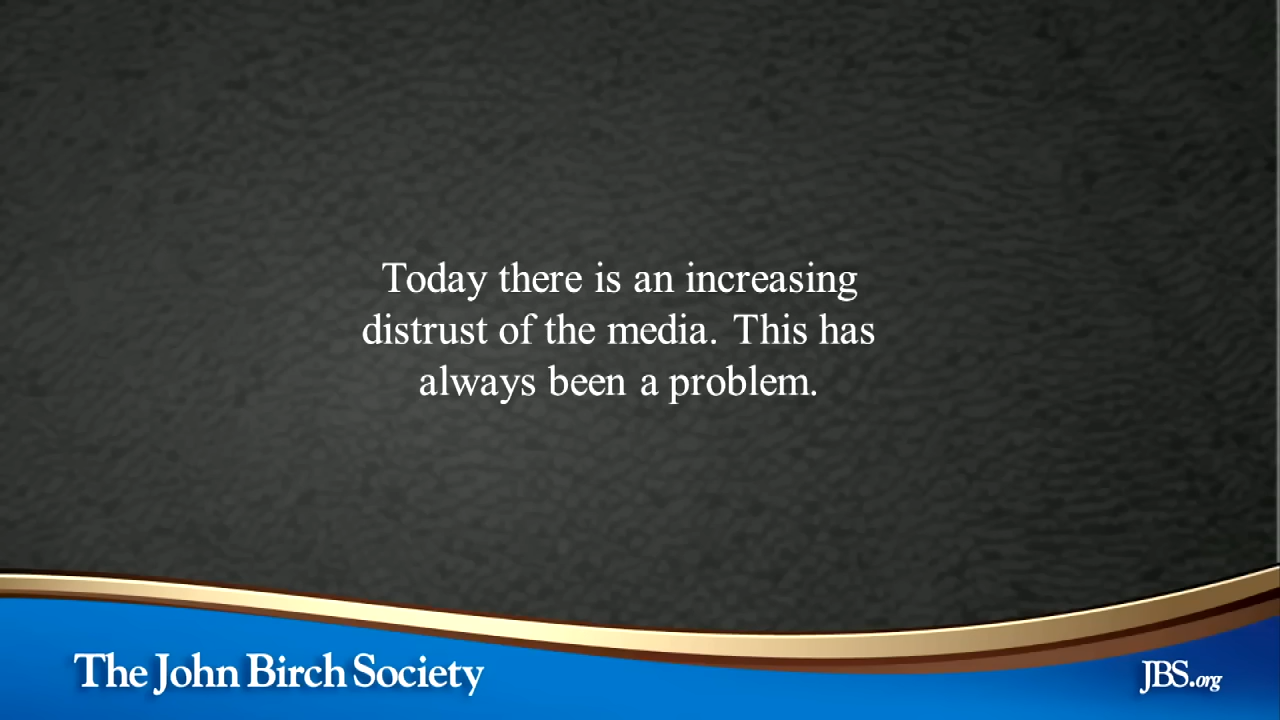 Today there is an increasing
distrust of the media. This has
always been a problem.
The John Birch Society
JBS.org